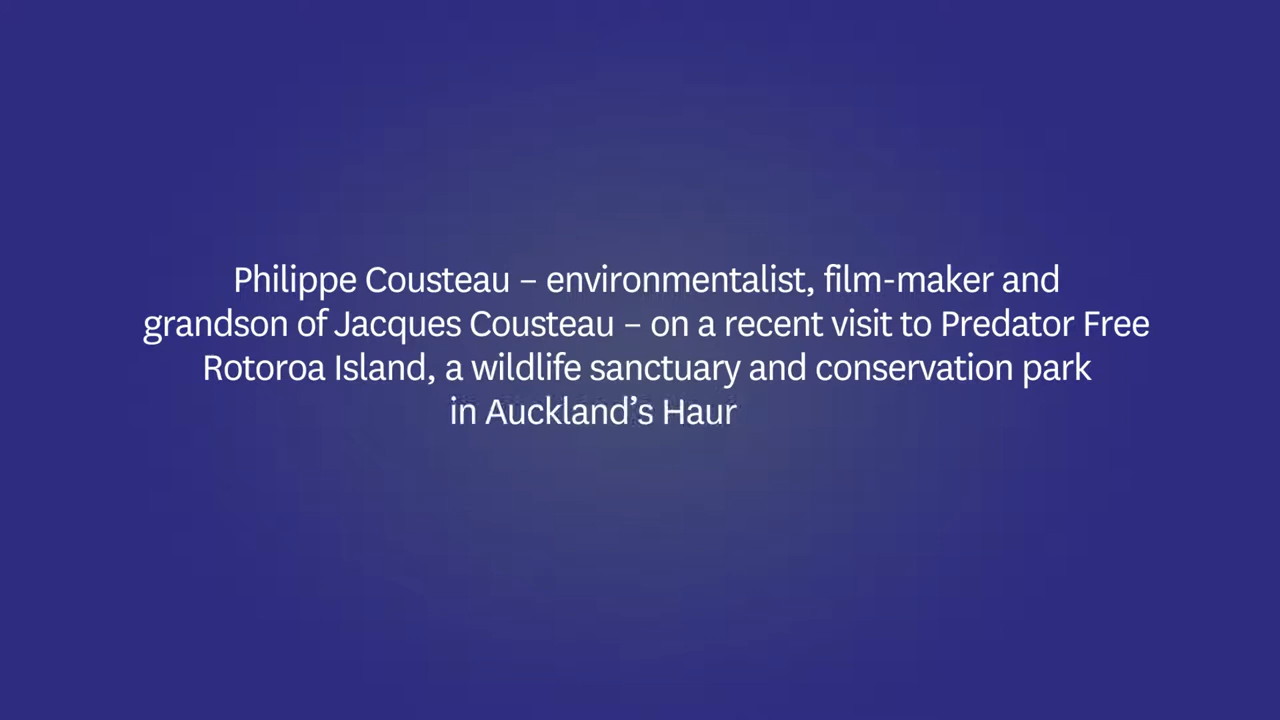 Philippe Cousteau – environmentalist, film-maker and
grandson of Jacques Cousteau – on a recent visit to Predator Free
Rotoroa Island, a wildlife sanctuary and conservation park
in Auckland’s Haur